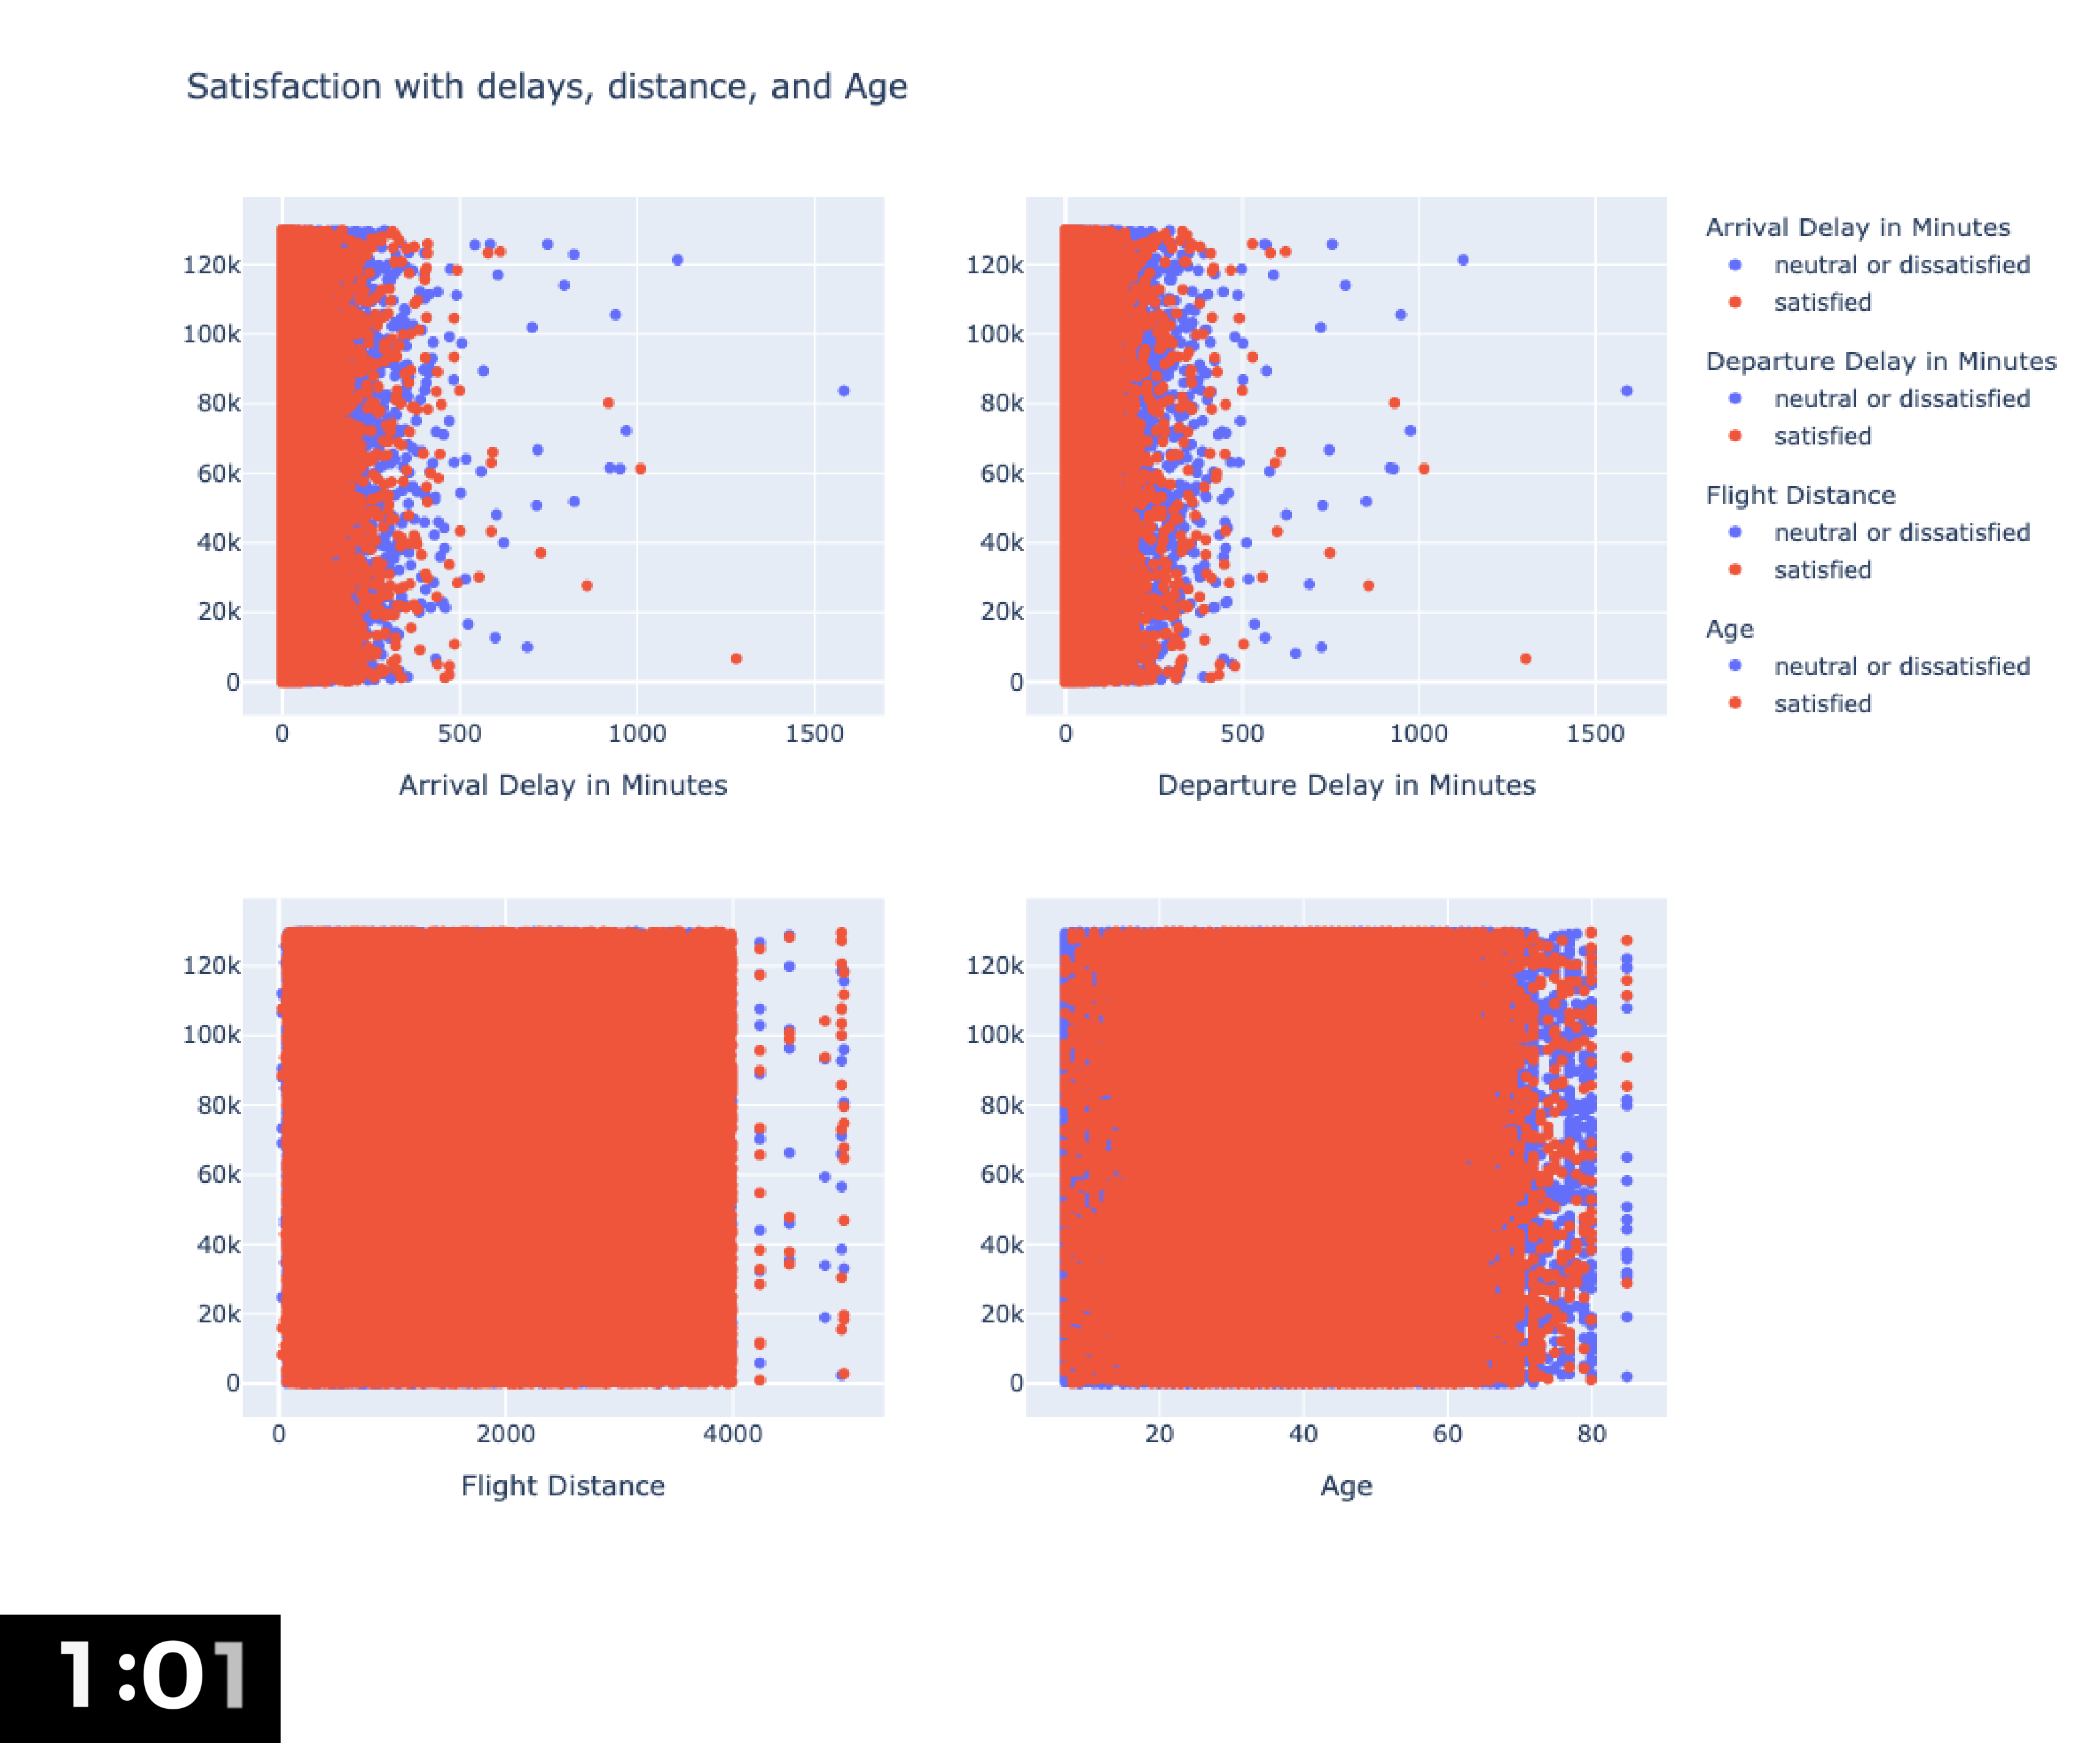 Satisfaction with delays, distance, and Age
120k
100k
80k
60k
40k
20k
0
0 500 1000 1500
Arrival Delay in Minutes
120k
100k
80k
60k
40k
20k
0
0 500 1000 1500
Departure Delay in Minutes
Arrival Delay in Minutes
neutral or dissatisfied
satisfied
Departure Delay in Minutes
neutral or dissatisfied
satisfied
Flight Distance
neutral or dissatisfied
satisfied
Age
neutral or dissatisfied
satisfied
120k
100k
80k
60k
40k
20k
0
0 2000 4000
Flight Distance
120k
100k
80k
60k
40k
20k
0
20 40 60 80
Age
1:01